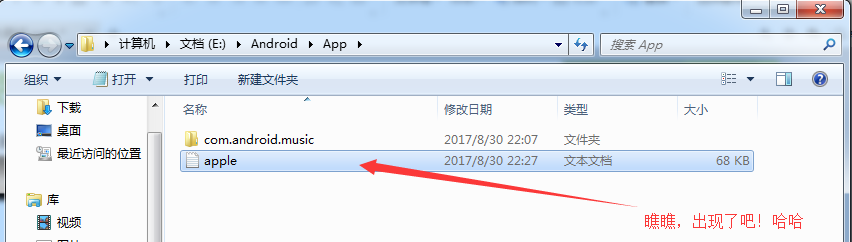 计算机 文档 (E:) Android App
搜索 App
组织 打开 打印 新建文件夹
名称 修改日期 类型 大小
下载
桌面
最近访问的位置
库
视频
com.android.music 2017/8/30 22:07 文件夹
apple 2017/8/30 22:27 文本文档 68 KB
瞧瞧，出现了吧！哈哈